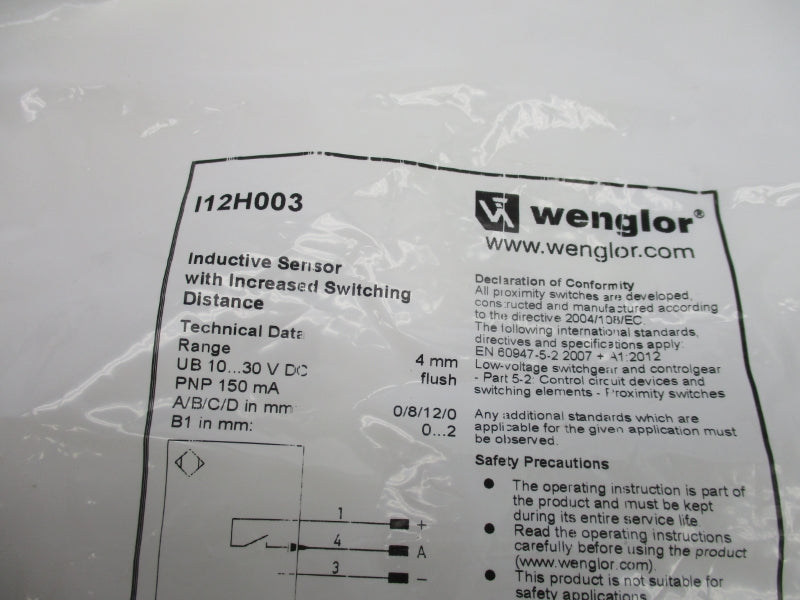 I12H003
Inductive Sensor
with Increased Switching
Distance
Technical Data
Range 4 mm
UB 10...30 V DC flush
PNP 150 mA
A/B/C/D in mm 0/8/12/0
B1 in mm: 0...2
1 +
4 A
3 −
wenglor®
www.wenglor.com
Declaration of Conformity
All proximity switches are developed,
constructed and manufactured according
to the directive 2004/108/EC.
The following international standards,
directives and specifications apply:
EN 60947-5-2 2007 + A1:2012
Low-voltage switchgear and controlgear
- Part 5-2: Control circuit devices and
switching elements - Proximity switches
Any additional standards which are
applicable for the given application must
be observed.
Safety Precautions
● The operating instruction is part of
the product and must be kept
during its entire service life.
● Read the operating instructions
carefully before using the product
(www.wenglor.com).
● This product is not suitable for
safety applications.